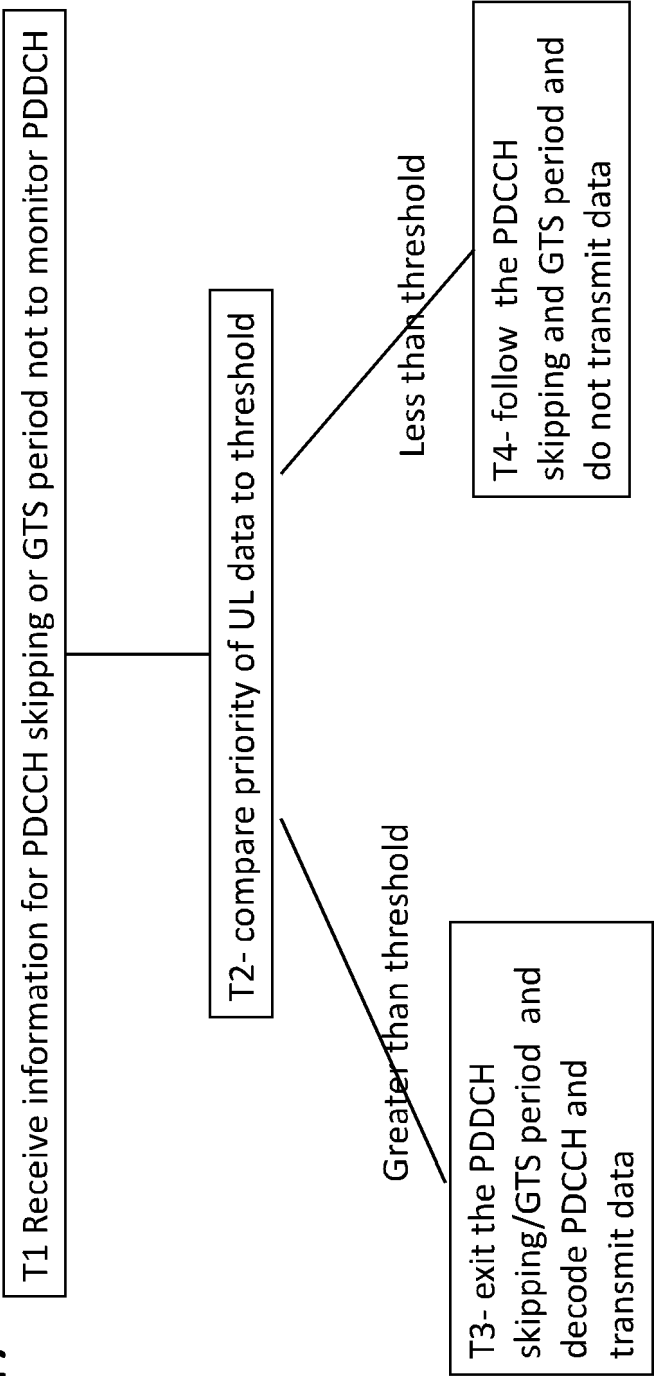 T1 Receive information for PDCCH skipping or GTS period not to monitor PDDCH
T2- compare priority of UL data to threshold
Greater than threshold
Less than threshold
T3- exit the PDDCH
skipping/GTS period and
decode PDCCH and
transmit data
T4- follow the PDCCH
skipping and GTS period and
do not transmit data